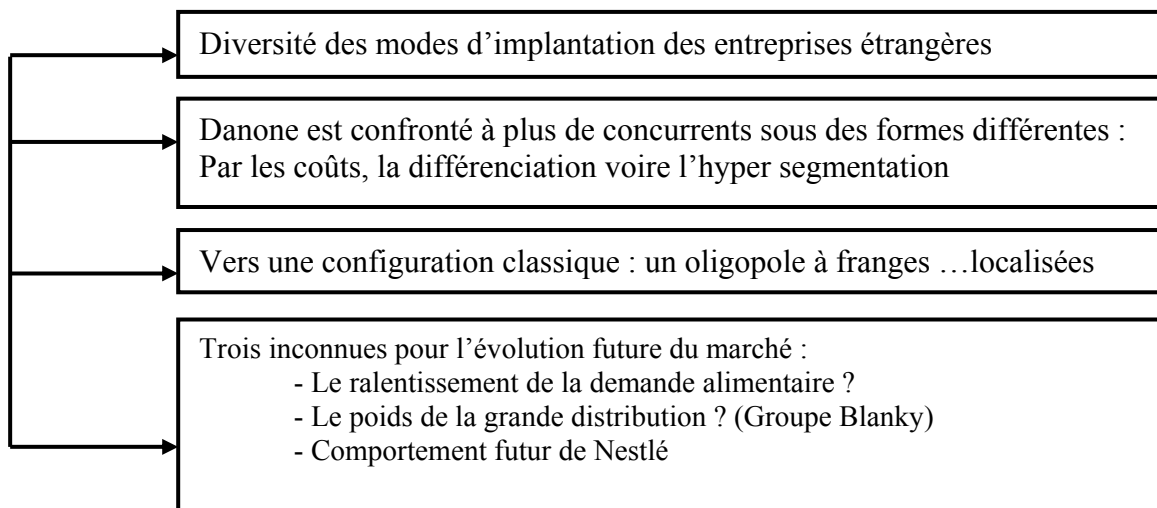 Diversité des modes d’implantation des entreprises étrangères
Danone est confronté à plus de concurrents sous des formes différentes :
Par les coûts, la différenciation voire l’hyper segmentation
Vers une configuration classique : un oligopole à franges …localisées
Trois inconnues pour l’évolution future du marché :
- Le ralentissement de la demande alimentaire ?
- Le poids de la grande distribution ? (Groupe Blanky)
- Comportement futur de Nestlé